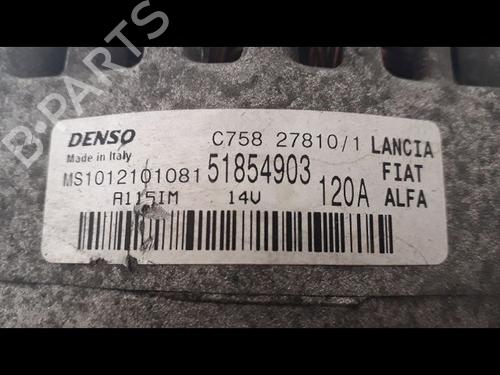 B-PARTS
DENSO C758 27810/1 LANCIA
Made in Italy FIAT
MS1012101081 51854903 120A ALFA
A115IM 14V